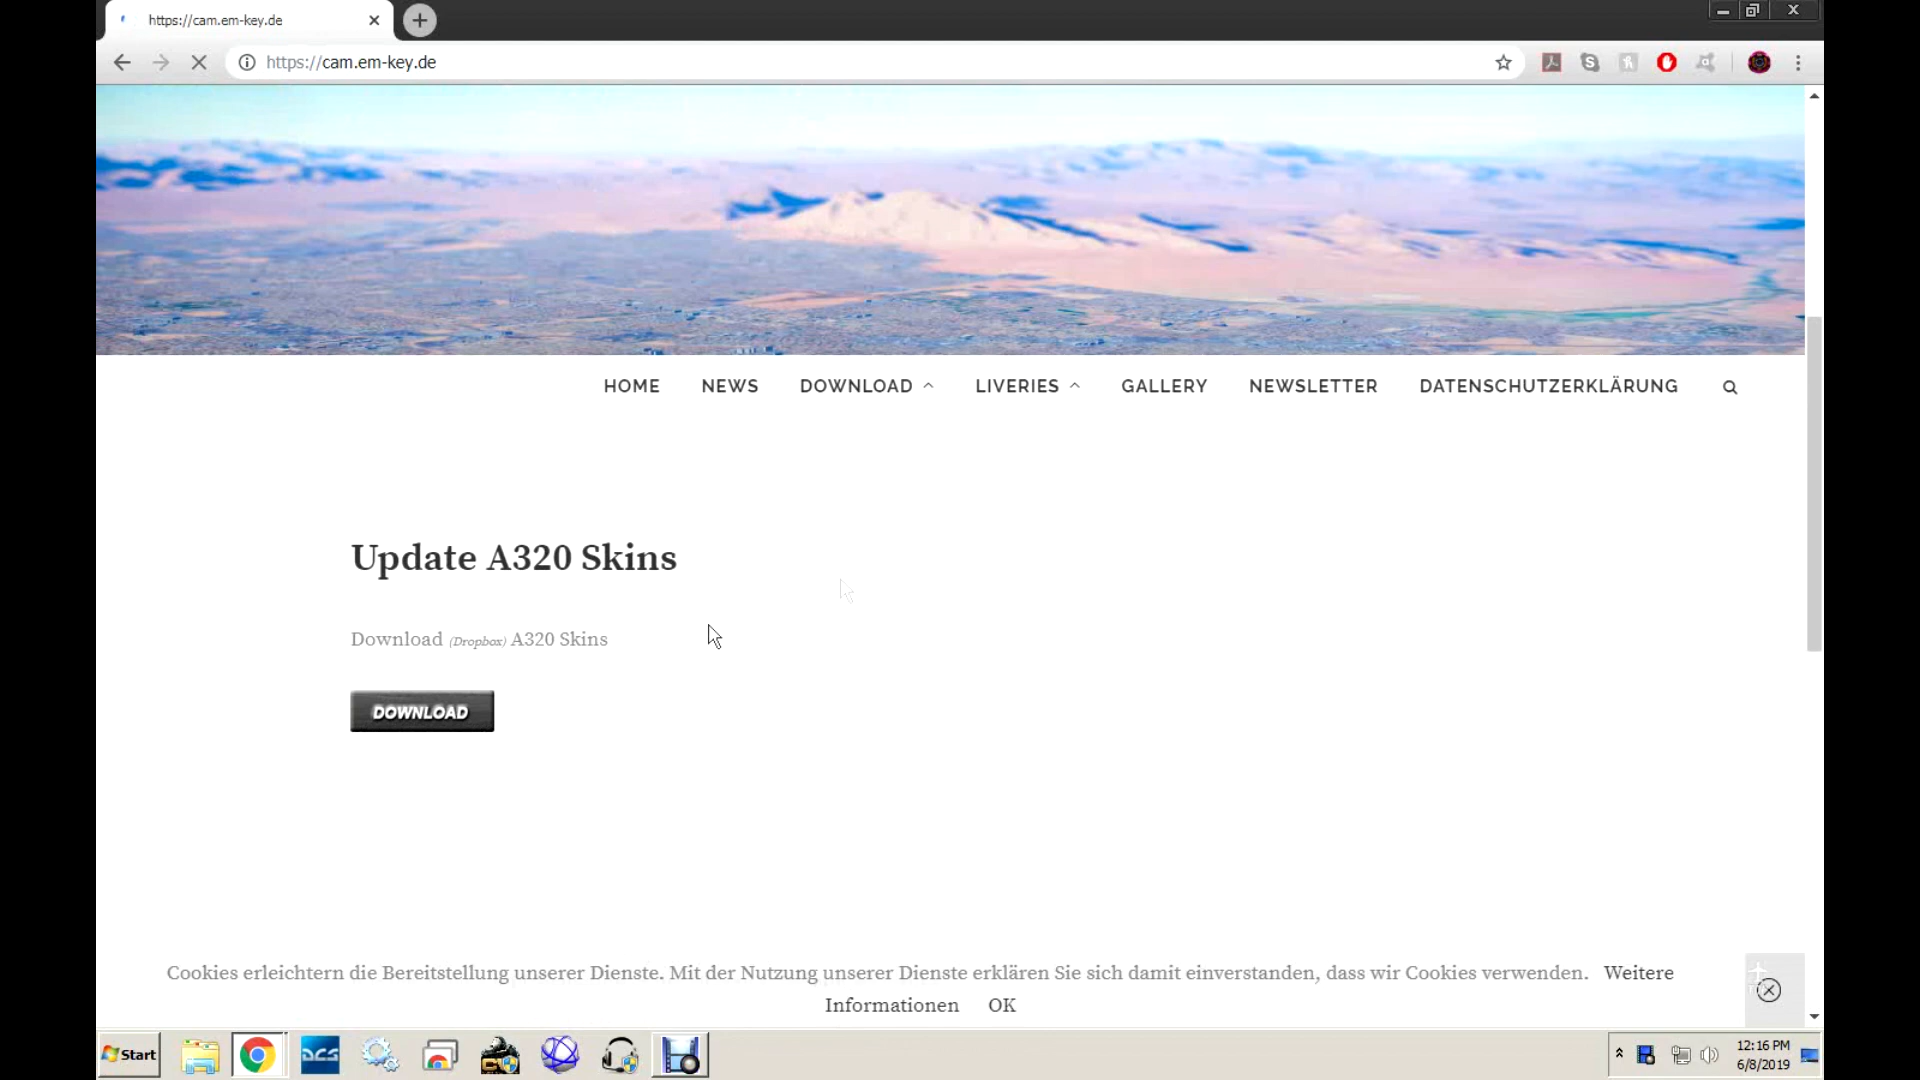 https://cam.em-key.de
https://cam.em-key.de
HOME NEWS DOWNLOAD LIVERIES GALLERY NEWSLETTER DATENSCHUTZERKLÄRUNG
Update A320 Skins
Download (Dropbox) A320 Skins
DOWNLOAD
Cookies erleichtern die Bereitstellung unserer Dienste. Mit der Nutzung unserer Dienste erklären Sie sich damit einverstanden, dass wir Cookies verwenden. Weitere
Informationen OK
Start DCS
12:16 PM
6/8/2019